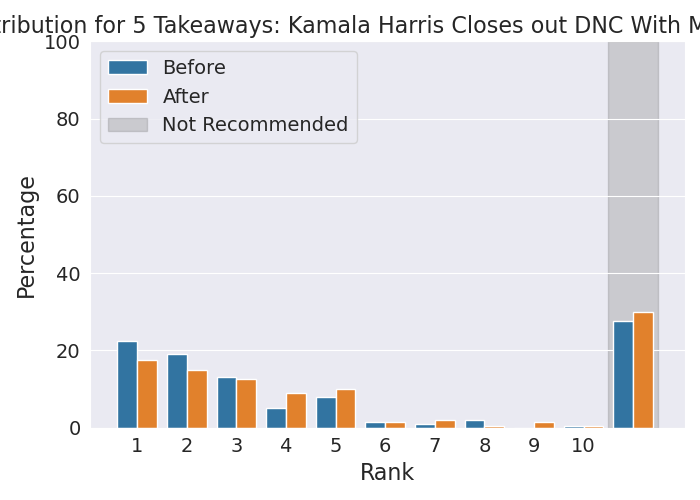 for 5 Takeaways: Kamala Harris Closes out DNC With
100
80
60
40
20
0
Percentage
Before
After
Not Recommended
1 2 3 4 5 6 7 8 9 10
Rank